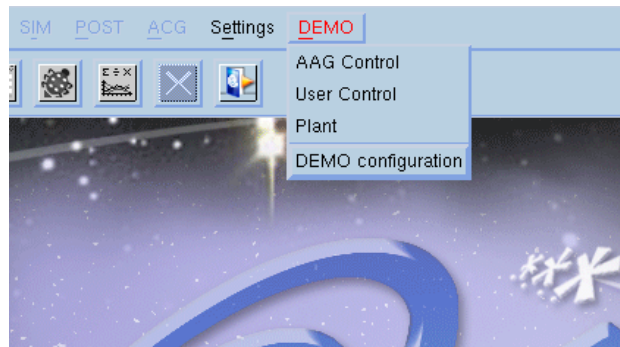 SIM POST ACG Settings DEMO
Σ ÷ X
AAG Control
User Control
Plant
DEMO configuration